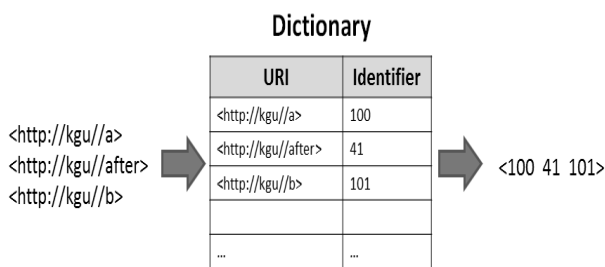 Dictionary
URI Identifier
<http://kgu//a> 100
<http://kgu//after> 41
<http://kgu//b> 101
... ...
<http://kgu//a>
<http://kgu//after>
<http://kgu//b>
<100 41 101>